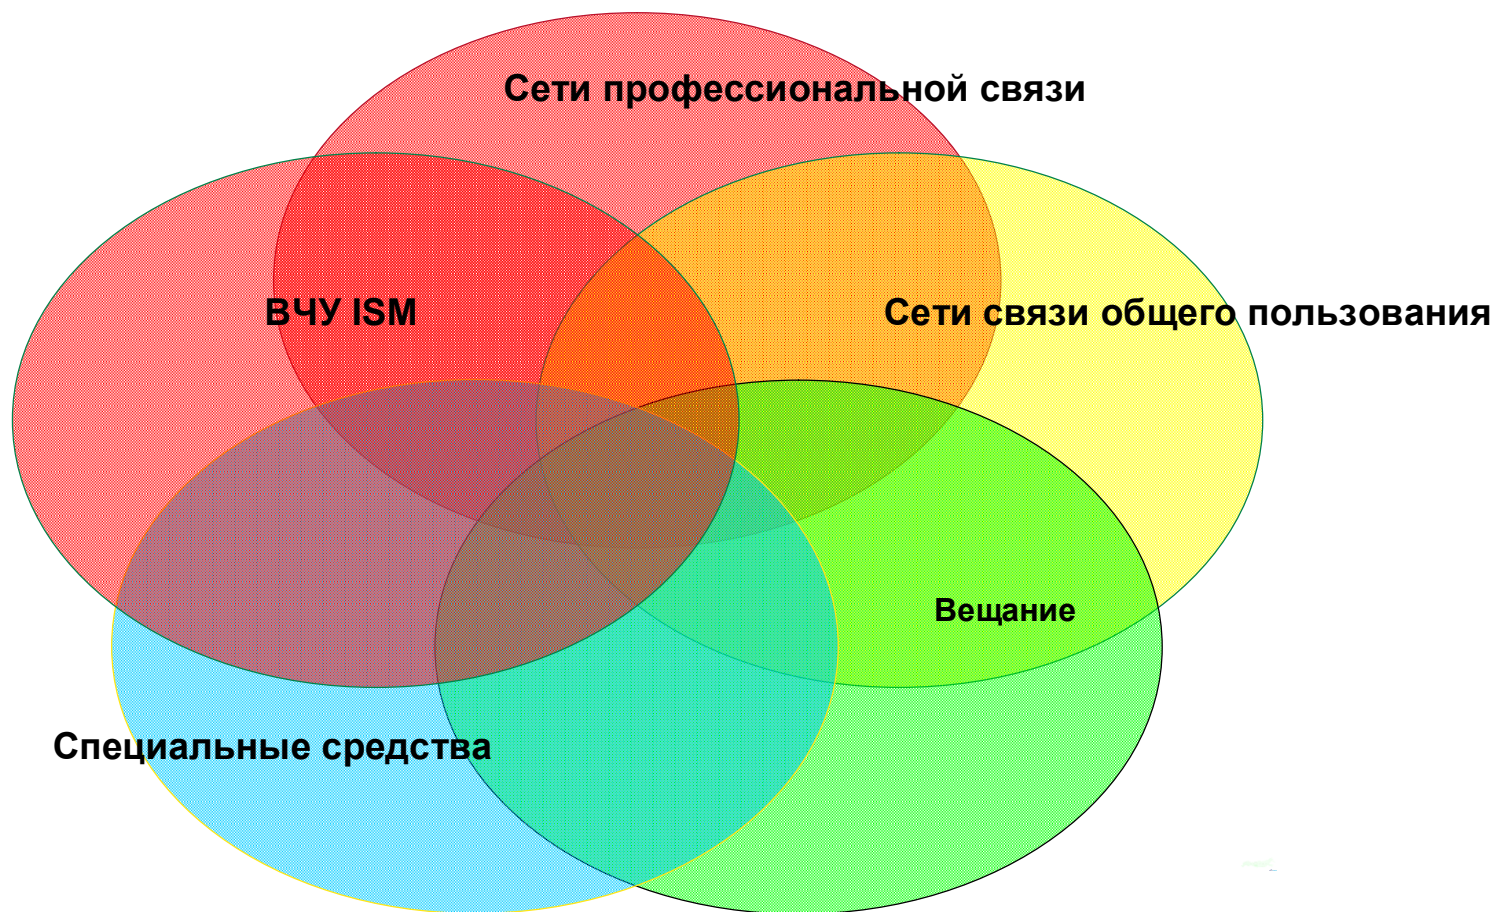 Сети профессиональной связи
ВЧУ ISM
Сети связи общего пользования
Вещание
Специальные средства